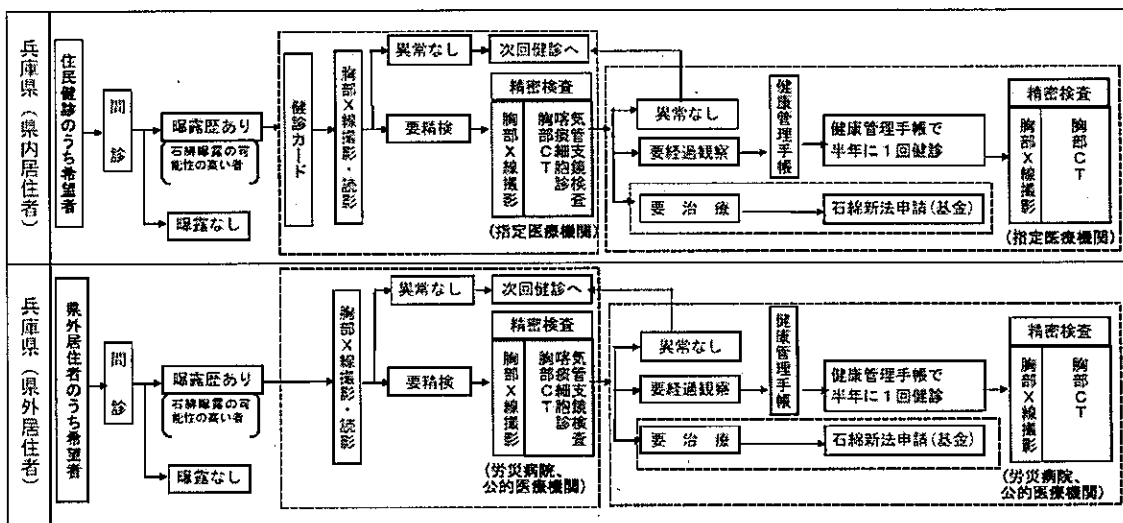 兵庫県（県内居住者）
住民健診のうち希望者
問診
曝露歴あり
（石綿曝露の可
能性の高い者）
曝露なし
健診カード
胸部X線撮影・読影
異常なし
次回健診へ
要精検
精密検査
胸部X線撮影
胸部CT
喀痰細胞診
気管支鏡検査
(指定医療機関)
異常なし
要経過観察
要治療
健康管理手帳
健康管理手帳で
半年に1回健診
石綿新法申請(基金)
精密検査
胸部X線撮影
胸部CT
(指定医療機関)
兵庫県（県外居住者）
県外居住者のうち希望者
問診
曝露歴あり
（石綿曝露の可
能性の高い者）
曝露なし
胸部X線撮影・読影
異常なし
次回健診へ
要精検
精密検査
胸部X線撮影
胸部CT
喀痰細胞診
気管支鏡検査
(労災病院、
公的医療機関)
異常なし
要経過観察
要治療
健康管理手帳
健康管理手帳で
半年に1回健診
石綿新法申請(基金)
精密検査
胸部X線撮影
胸部CT
(労災病院、
公的医療機関)